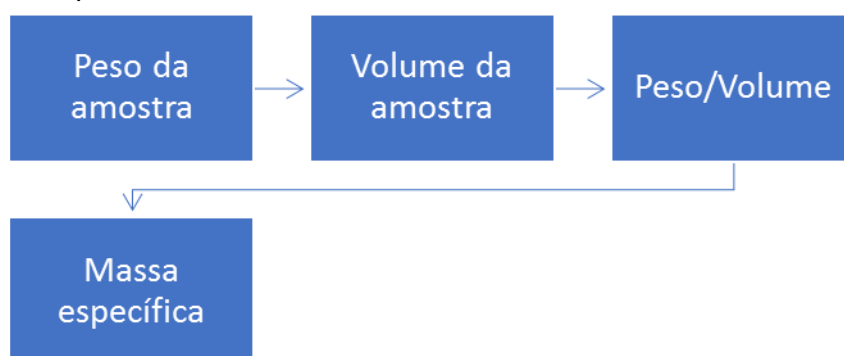 Peso da
amostra
Volume da
amostra
Peso/Volume
Massa
específica